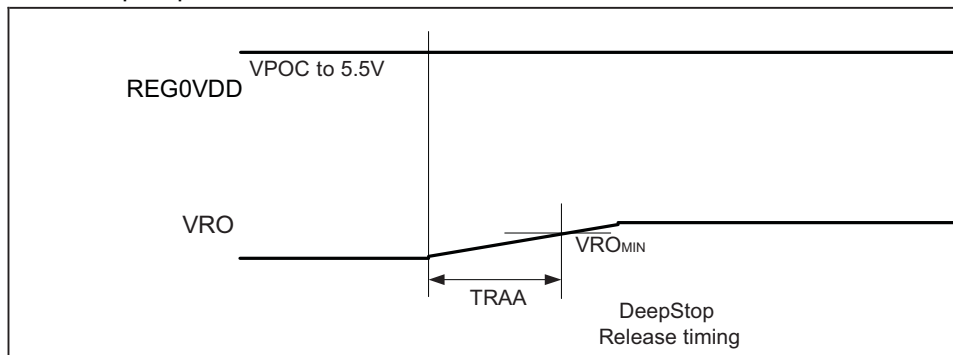 VPOC to 5.5V
REG0VDD
VRO
VROMIN
TRAA
DeepStop
Release timing